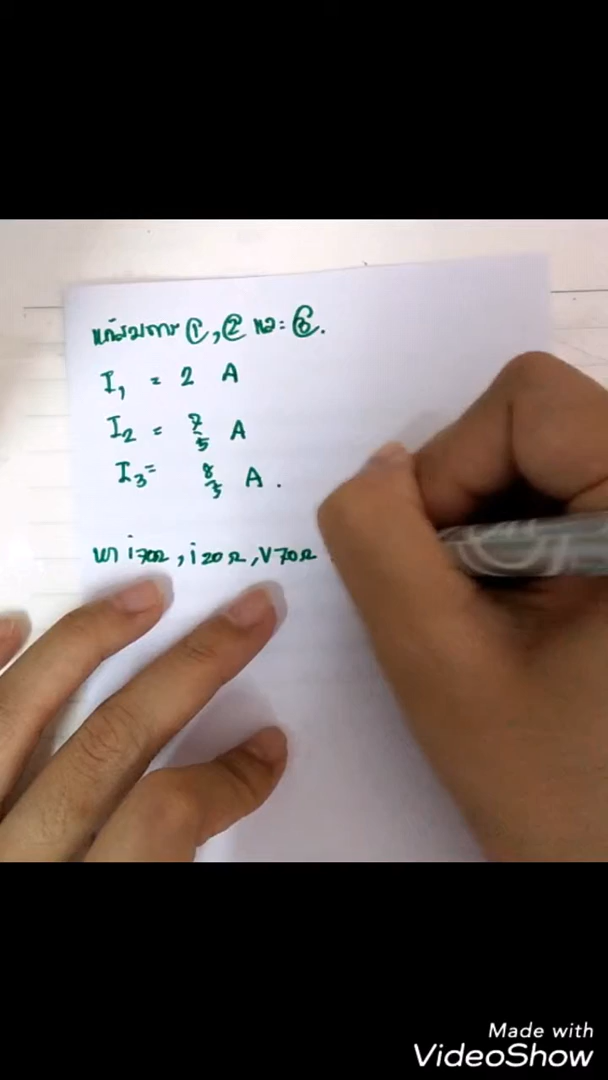 แก้สมการ ①, ② และ ③.
I₁ = 2 A
I₂ = 7/5 A
I₃ = 8/5 A.
หา i70Ω, i20Ω, V70Ω
Made with
VideoShow